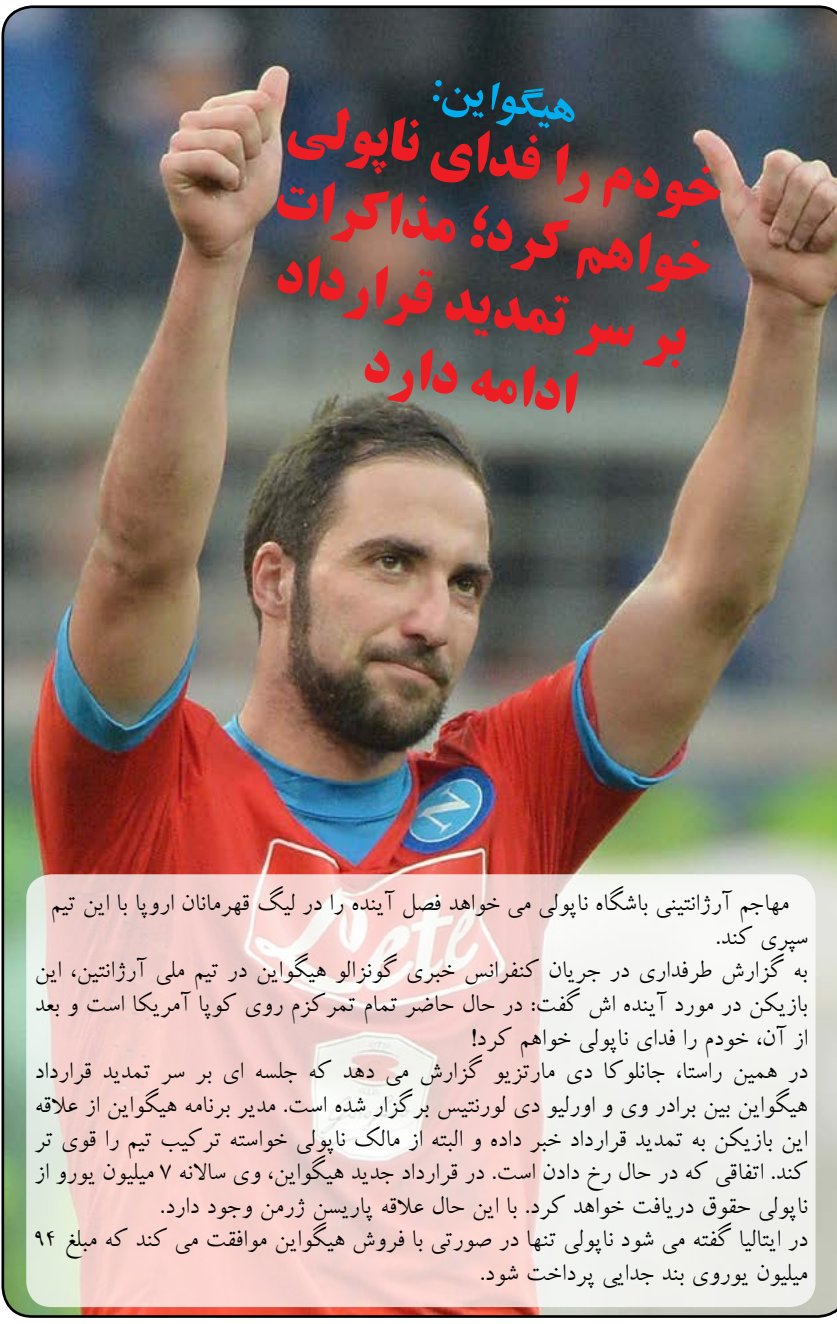 هیگواین:
خودم را فدای ناپولی
خواهم کرد؛ مذاکرات
بر سر تمدید قرارداد
ادامه دارد
N
Lete
مهاجم آرژانتینی باشگاه ناپولی می خواهد فصل آینده را در لیگ قهرمانان اروپا با این تیم
سپری کند.
به گزارش طرفداری در جریان کنفرانس خبری گونزالو هیگواین در تیم ملی آرژانتین، این
بازیکن در مورد آینده اش گفت: در حال حاضر تمام تمرکزم روی کوپا آمریکا است و بعد
از آن، خودم را فدای ناپولی خواهم کرد!
در همین راستا، جانلوکا دی مارتزیو گزارش می دهد که جلسه ای بر سر تمدید قرارداد
هیگواین بین برادر وی و اورلیو دی لورنتیس برگزار شده است. مدیر برنامه هیگواین از علاقه
این بازیکن به تمدید قرارداد خبر داده و البته از مالک ناپولی خواسته ترکیب تیم را قوی تر
کند. اتفاقی که در حال رخ دادن است. در قرارداد جدید هیگواین، وی سالانه ۷ میلیون یورو از
ناپولی حقوق دریافت خواهد کرد. با این حال علاقه پاریسن ژرمن وجود دارد.
در ایتالیا گفته می شود ناپولی تنها در صورتی با فروش هیگواین موافقت می کند که مبلغ ۹۴
میلیون یوروی بند جدایی پرداخت شود.